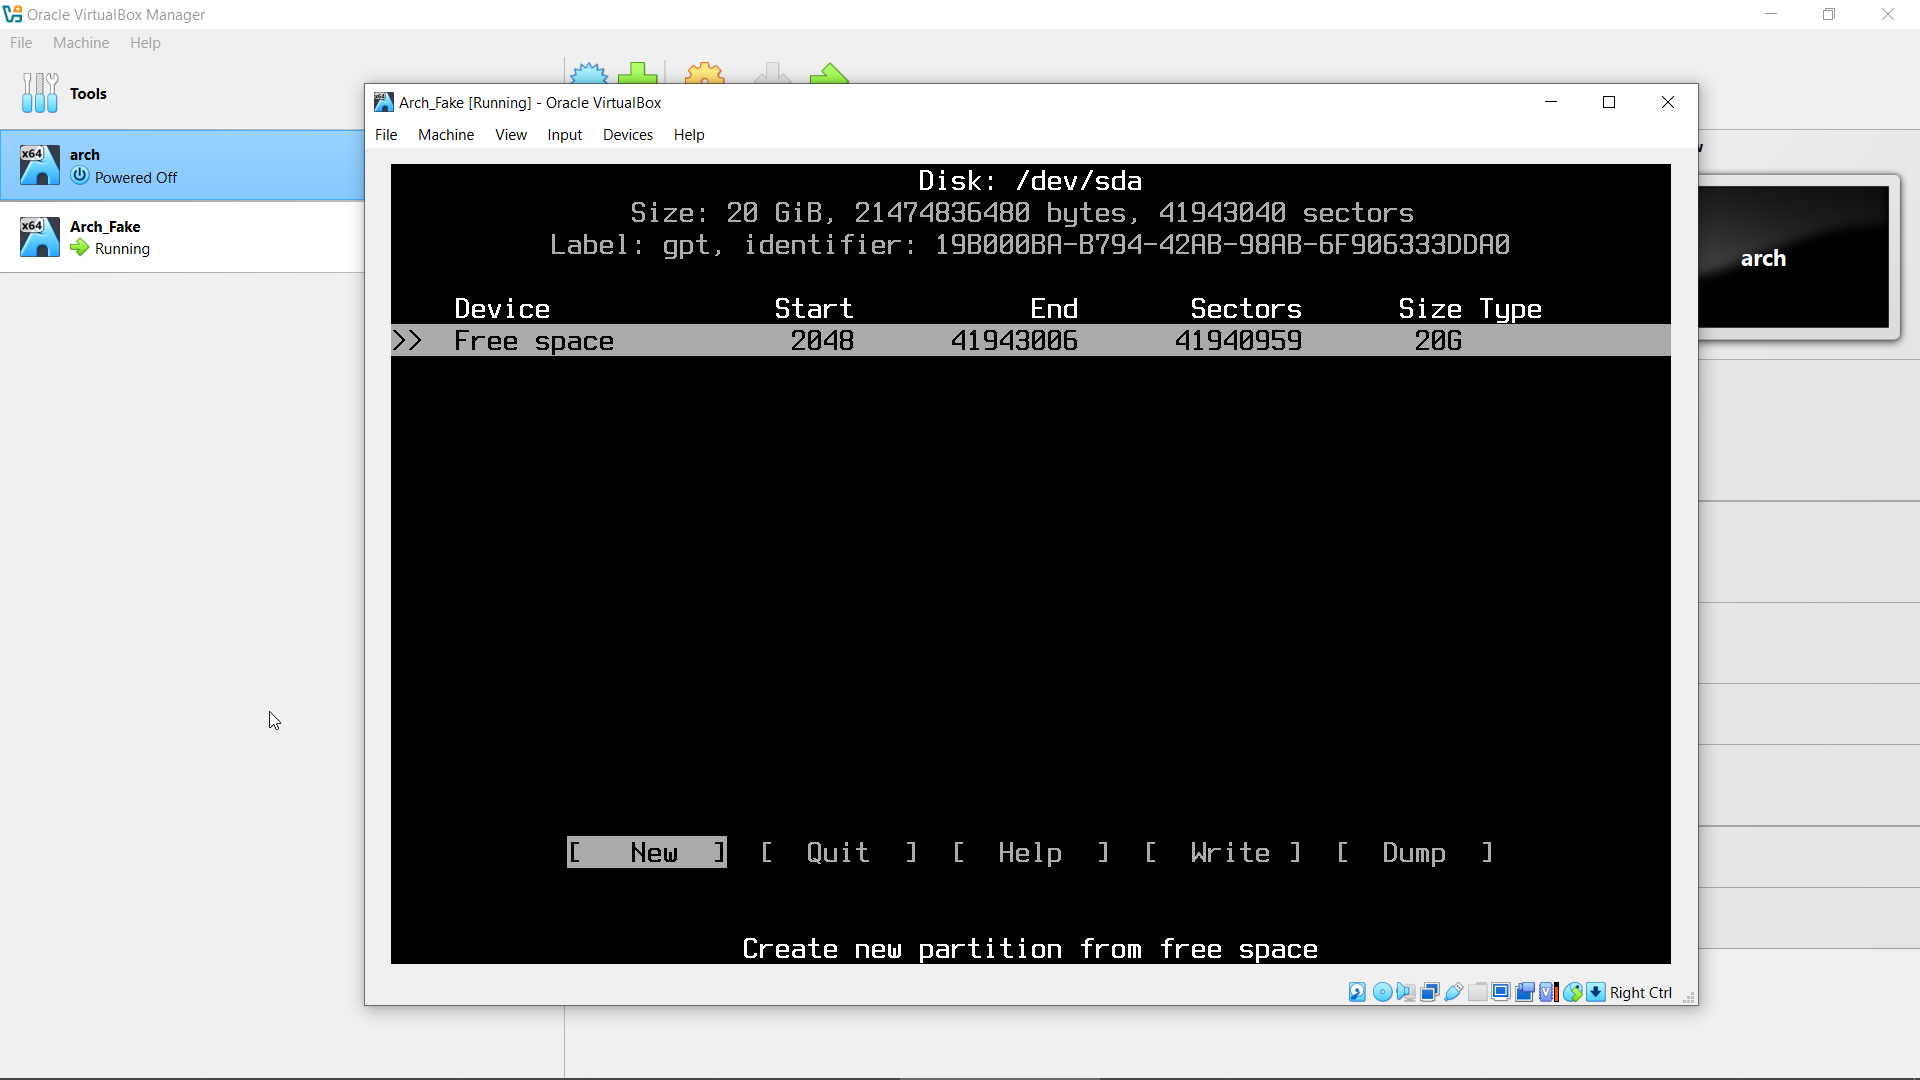 Oracle VirtualBox Manager
File Machine Help
Tools
x64 arch
Powered Off
x64 Arch_Fake
Running
Arch_Fake [Running] - Oracle VirtualBox
File Machine View Input Devices Help
Disk: /dev/sda
Size: 20 GiB, 21474836480 bytes, 41943040 sectors
Label: gpt, identifier: 19B000BA-B794-42AB-98AB-6F906333DDA0
Device Start End Sectors Size Type
>> Free space 2048 41943006 41940959 20G
[ New ] [ Quit ] [ Help ] [ Write ] [ Dump ]
Create new partition from free space
Right Ctrl
arch